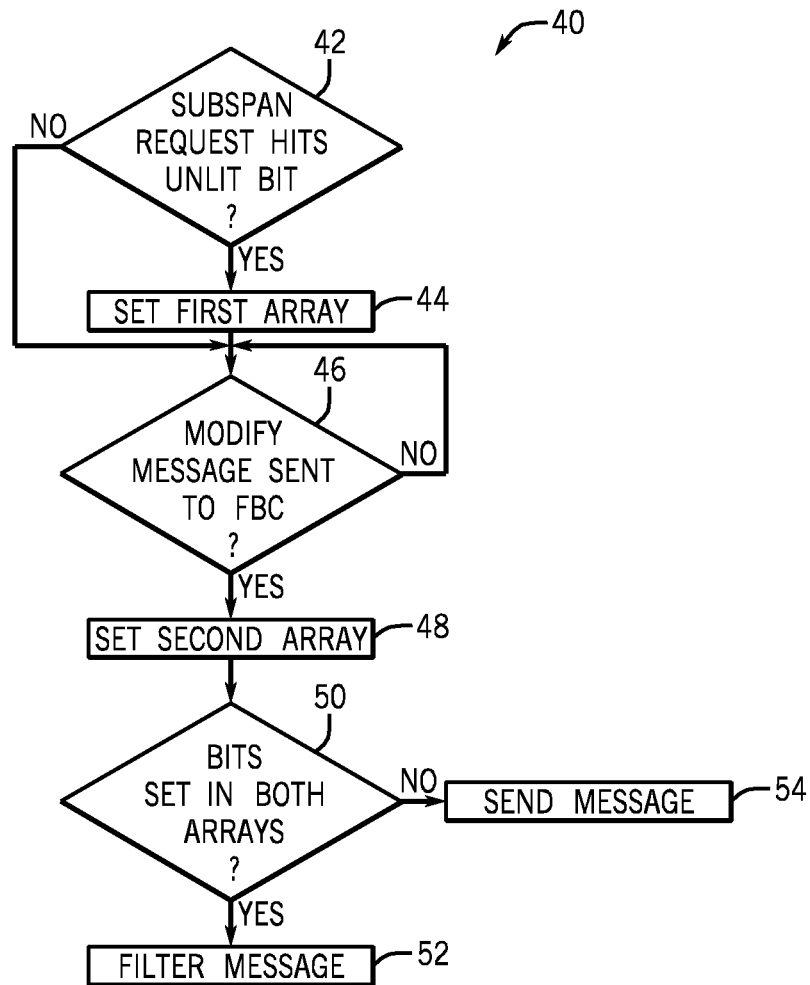 40
42
SUBSPAN
REQUEST HITS
UNLIT BIT
?
NO
YES
SET FIRST ARRAY
44
46
MODIFY
MESSAGE SENT
TO FBC
?
NO
YES
SET SECOND ARRAY
48
50
BITS
SET IN BOTH
ARRAYS
?
NO
SEND MESSAGE
54
YES
FILTER MESSAGE
52